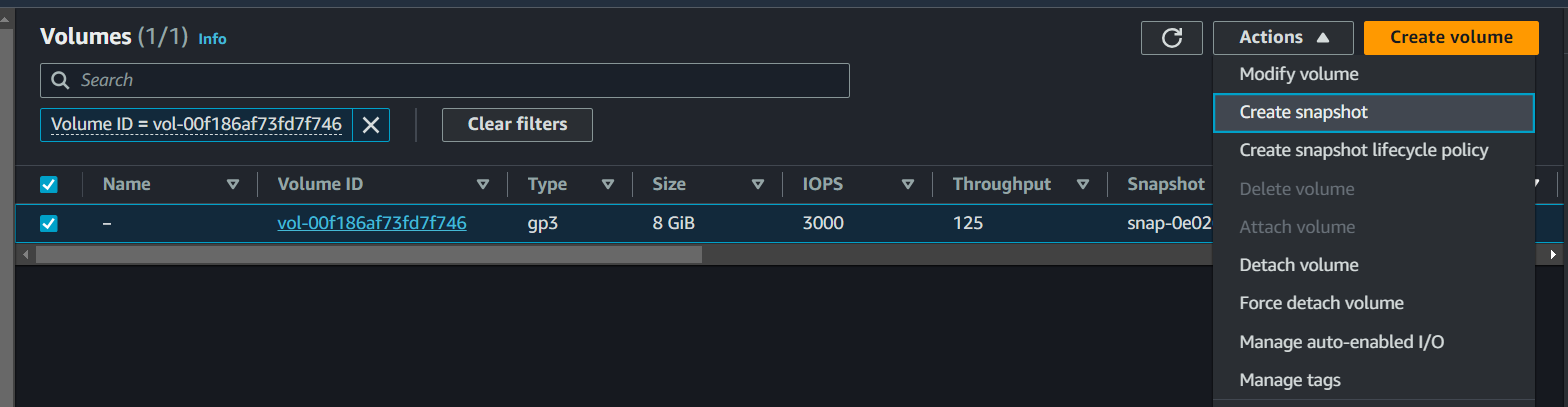 Volumes (1/1) Info
Actions
Create volume
Search
Volume ID = vol-00f186af73fd7f746
Clear filters
Modify volume
Create snapshot
Create snapshot lifecycle policy
Delete volume
Attach volume
Detach volume
Force detach volume
Manage auto-enabled I/O
Manage tags
Name Volume ID Type Size IOPS Throughput Snapshot
– vol-00f186af73fd7f746 gp3 8 GiB 3000 125 snap-0e02